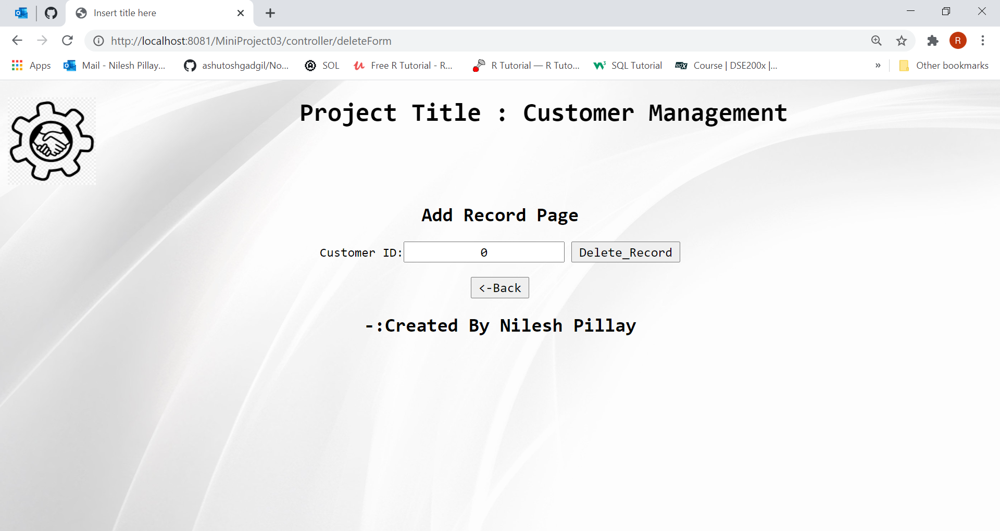 Insert title here
http://localhost:8081/MiniProject03/controller/deleteForm
R
Apps
Mail - Nilesh Pillay...
ashutoshgadgil/No...
SOL
Free R Tutorial - R...
R Tutorial — R Tuto...
SQL Tutorial
edX
Course | DSE200x |...
»
Other bookmarks
Project Title : Customer Management
Add Record Page
Customer ID: 0 Delete_Record
<-Back
-:Created By Nilesh Pillay